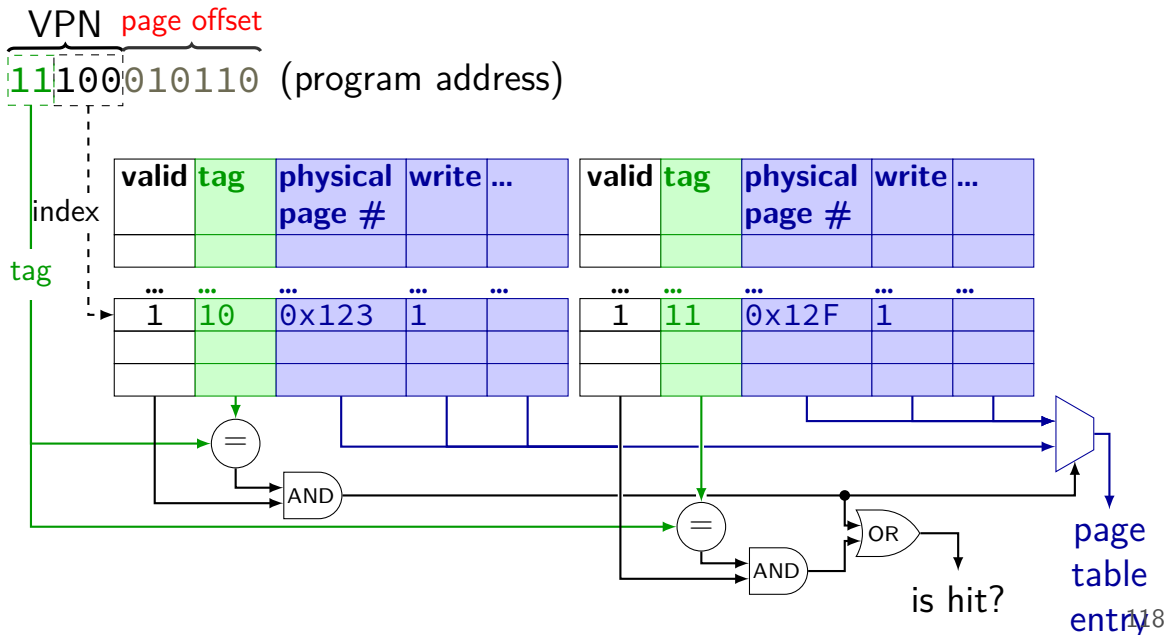 VPN page offset
11100010110 (program address)
valid tag physical page # write ... valid tag physical page # write ...
index
tag
... ... ... ... ... ... ... ... ... ...
1 10 0x123 1 1 11 0x12F 1
=
AND
=
OR
AND
is hit?
page
table
entry
118